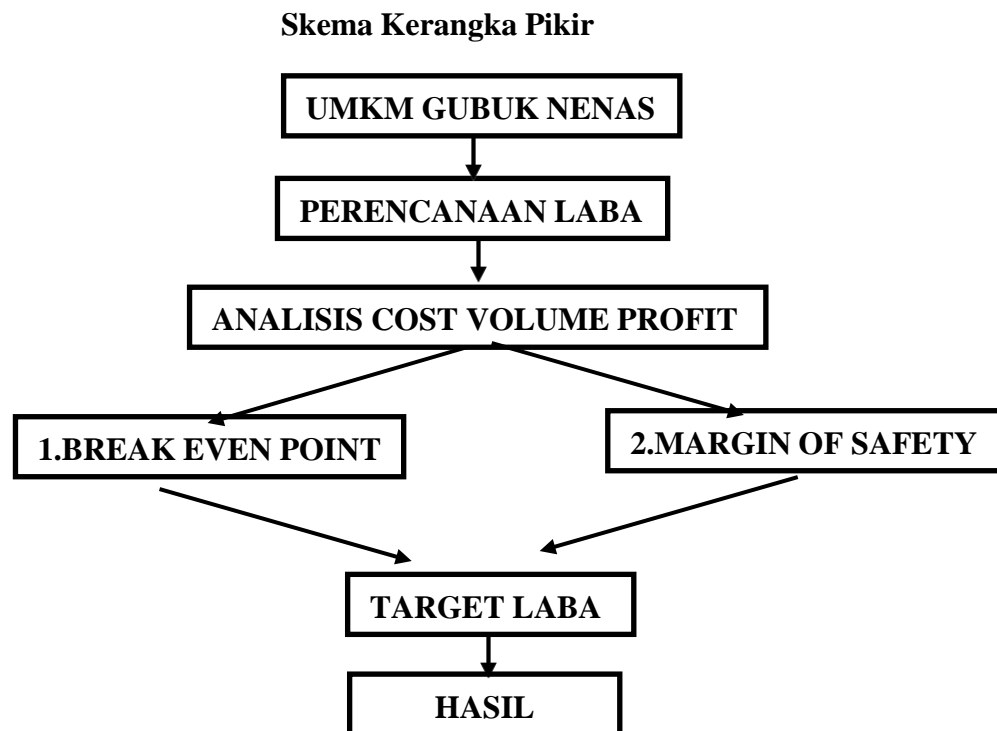 Skema Kerangka Pikir
UMKM GUBUK NENAS
PERENCANAAN LABA
ANALISIS COST VOLUME PROFIT
1.BREAK EVEN POINT
2.MARGIN OF SAFETY
TARGET LABA
HASIL